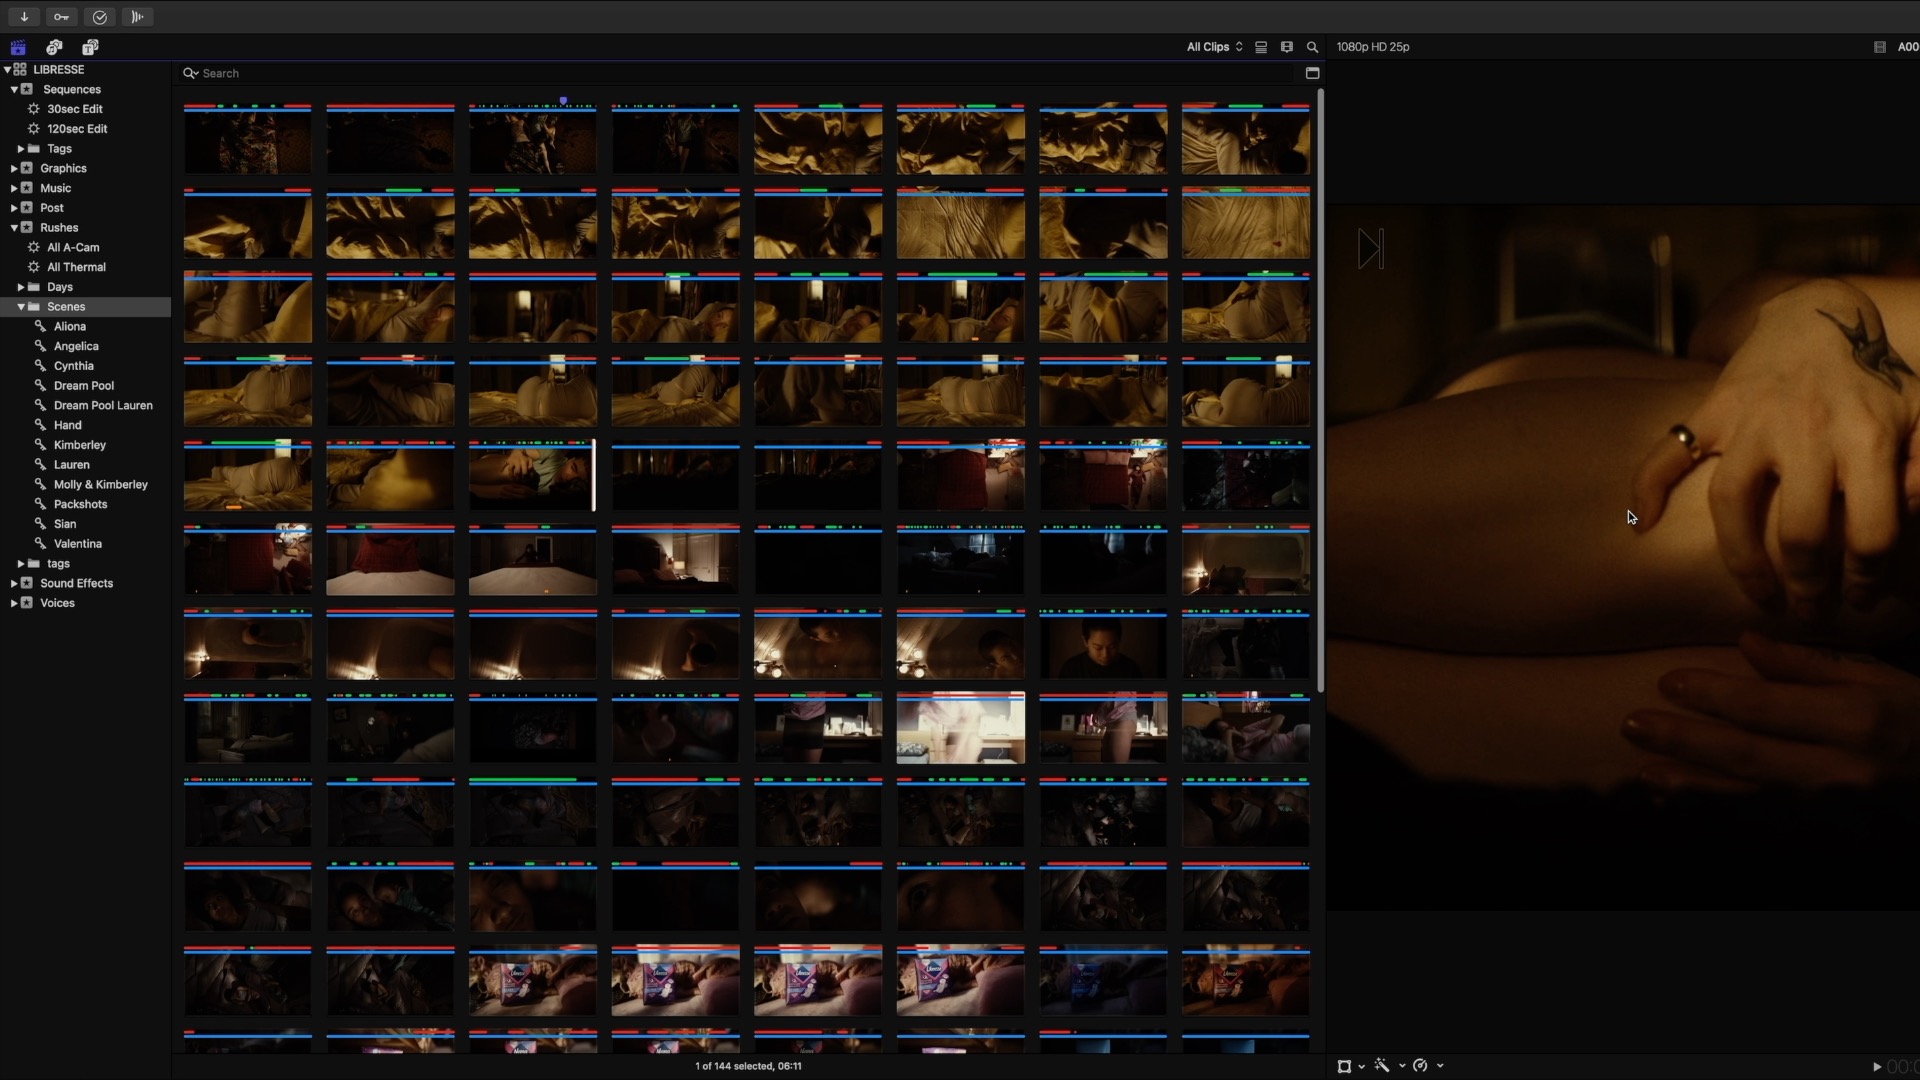 All Clips
1080p HD 25p
A00
LIBRESSE
Search
Sequences
30sec Edit
120sec Edit
Tags
Graphics
Music
Post
Rushes
All A-Cam
All Thermal
Days
Scenes
Aliona
Angelica
Cynthia
Dream Pool
Dream Pool Lauren
Hand
Kimberley
Lauren
Molly & Kimberley
Packshots
Sian
Valentina
tags
Sound Effects
Voices
1 of 144 selected, 06:11
00:0